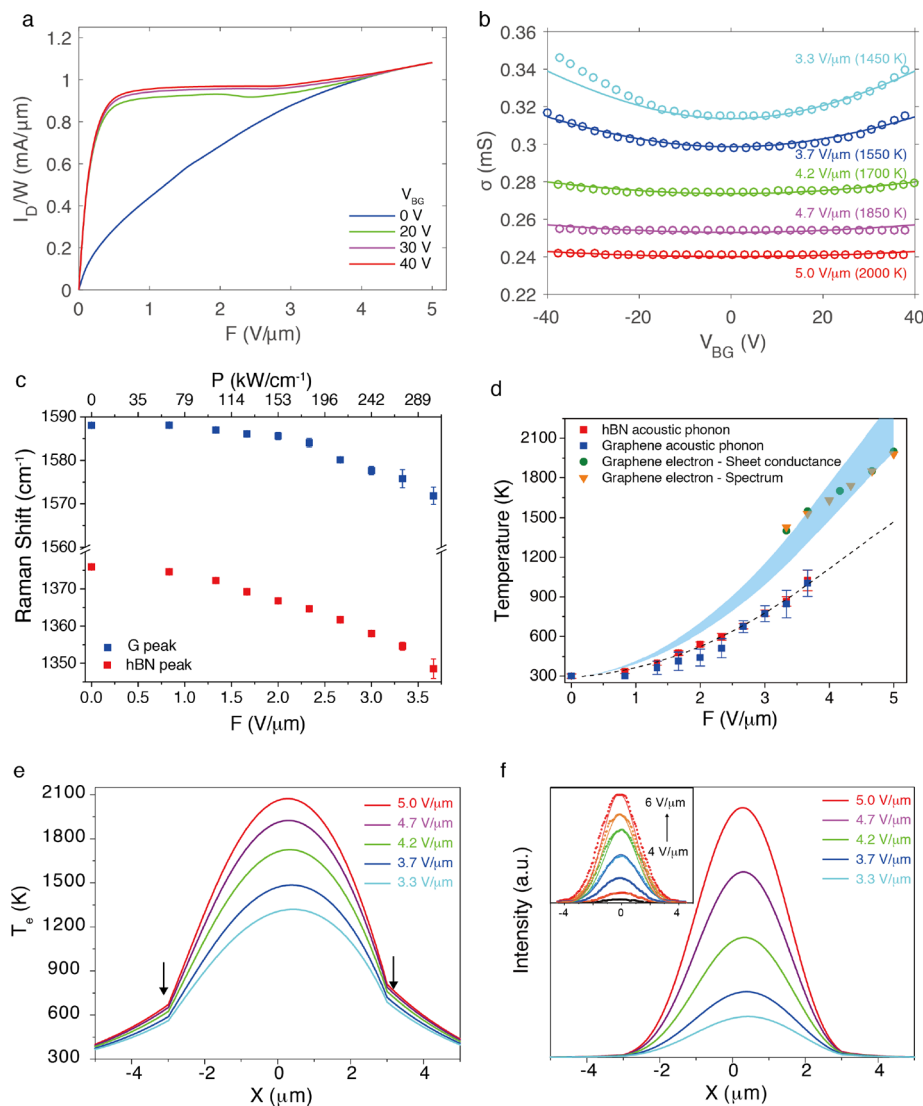 a
I_D/W (mA/μm)
1.2
1
0.8
0.6
0.4
0.2
0
0 1 2 3 4 5
F (V/μm)
V_BG
0 V
20 V
30 V
40 V
b
σ (mS)
0.36
0.34
0.32
0.3
0.28
0.26
0.24
0.22
3.3 V/μm (1450 K)
3.7 V/μm (1550 K)
4.2 V/μm (1700 K)
4.7 V/μm (1850 K)
5.0 V/μm (2000 K)
-40 -20 0 20 40
V_BG (V)
c
P (kW/cm⁻¹)
0 35 79 114 153 196 242 289
Raman Shift (cm⁻¹)
1590
1580
1570
1560
1370
1360
1350
G peak
hBN peak
0.0 0.5 1.0 1.5 2.0 2.5 3.0 3.5
F (V/μm)
d
Temperature (K)
2100
1800
1500
1200
900
600
300
hBN acoustic phonon
Graphene acoustic phonon
Graphene electron - Sheet conductance
Graphene electron - Spectrum
0 1 2 3 4 5
F (V/μm)
e
T_e (K)
2100
1800
1500
1200
900
600
300
5.0 V/μm
4.7 V/μm
4.2 V/μm
3.7 V/μm
3.3 V/μm
-4 -2 0 2 4
X (μm)
f
Intensity (a.u.)
6 V/μm
4 V/μm
-4 -2 0 2 4
5.0 V/μm
4.7 V/μm
4.2 V/μm
3.7 V/μm
3.3 V/μm
-4 -2 0 2 4
X (μm)